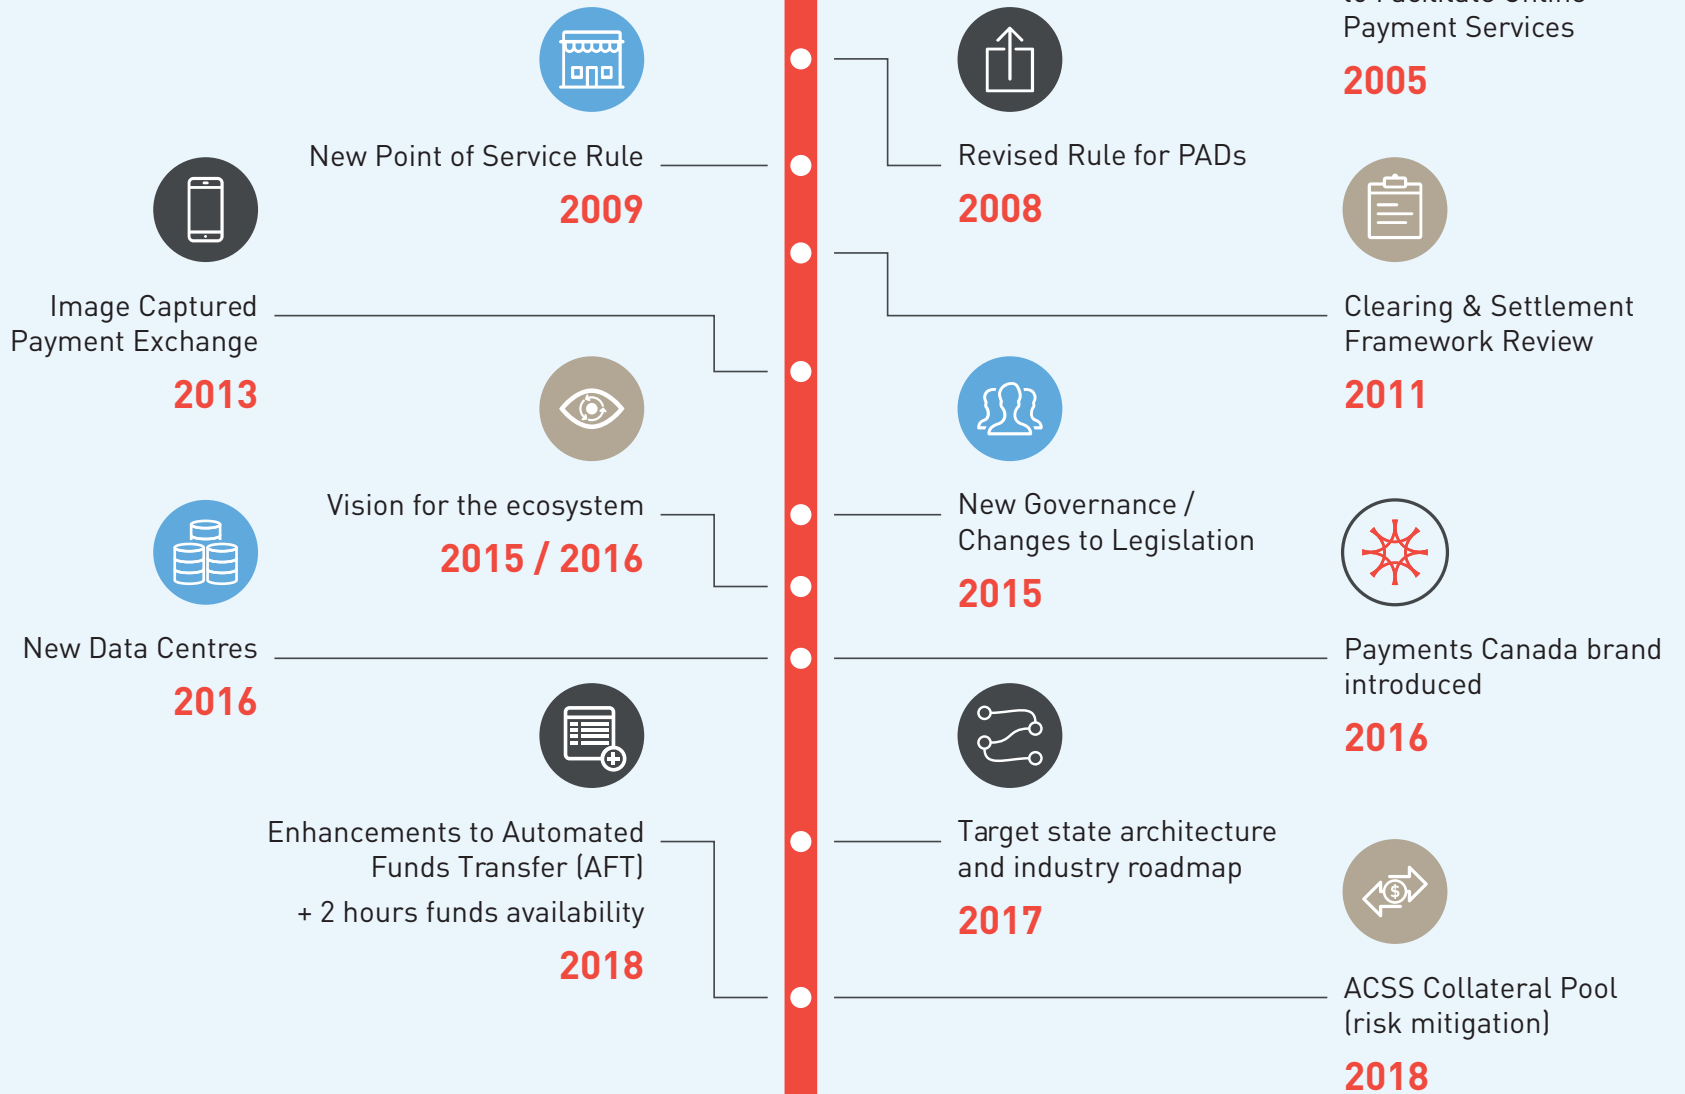 Payment Services
2005
New Point of Service Rule
2009
Revised Rule for PADs
2008
Image Captured
Payment Exchange
2013
Clearing & Settlement
Framework Review
2011
Vision for the ecosystem
2015 / 2016
New Governance /
Changes to Legislation
2015
New Data Centres
2016
Payments Canada brand
introduced
2016
Enhancements to Automated
Funds Transfer (AFT)
+ 2 hours funds availability
2018
Target state architecture
and industry roadmap
2017
$
ACSS Collateral Pool
(risk mitigation)
2018